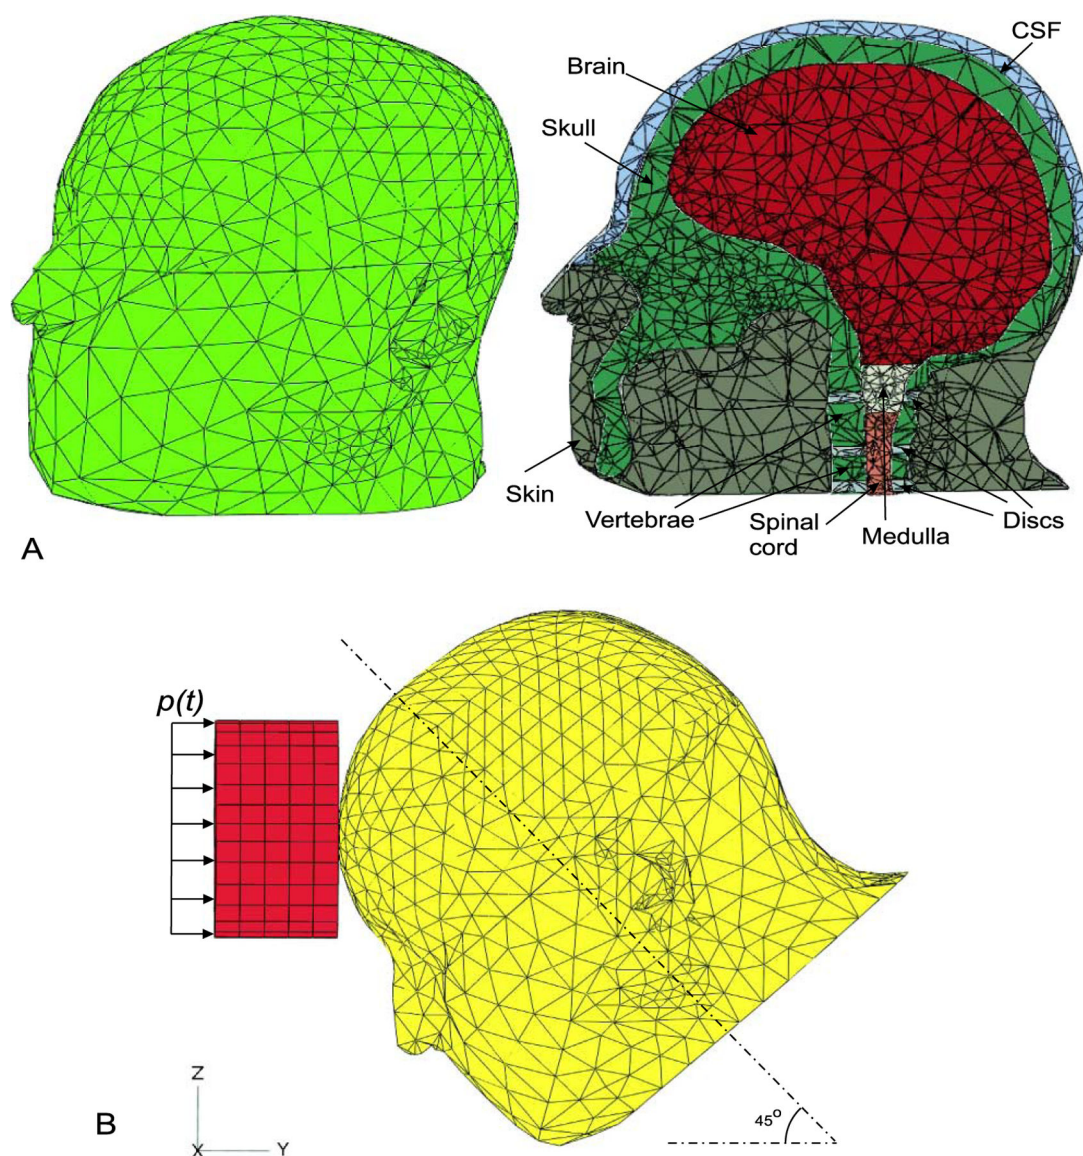 CSF
Brain
Skull
Skin
Vertebrae
Spinal
cord
Medulla
Discs
A
p(t)
45°
Z
X
Y
B